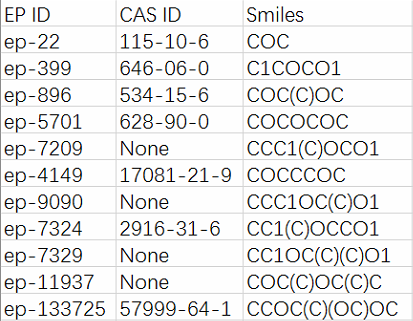 EP ID CAS ID Smiles
ep-22 115-10-6 COC
ep-399 646-06-0 C1COCO1
ep-896 534-15-6 COC(C)OC
ep-5701 628-90-0 COCOCOC
ep-7209 None CCC1(C)OCO1
ep-4149 17081-21-9 COCCCOC
ep-9090 None CCC1OC(C)O1
ep-7324 2916-31-6 CC1(C)OCCO1
ep-7329 None CC1OC(C)(C)O1
ep-11937 None COC(C)OC(C)C
ep-133725 57999-64-1 CCOC(C)(OC)OC